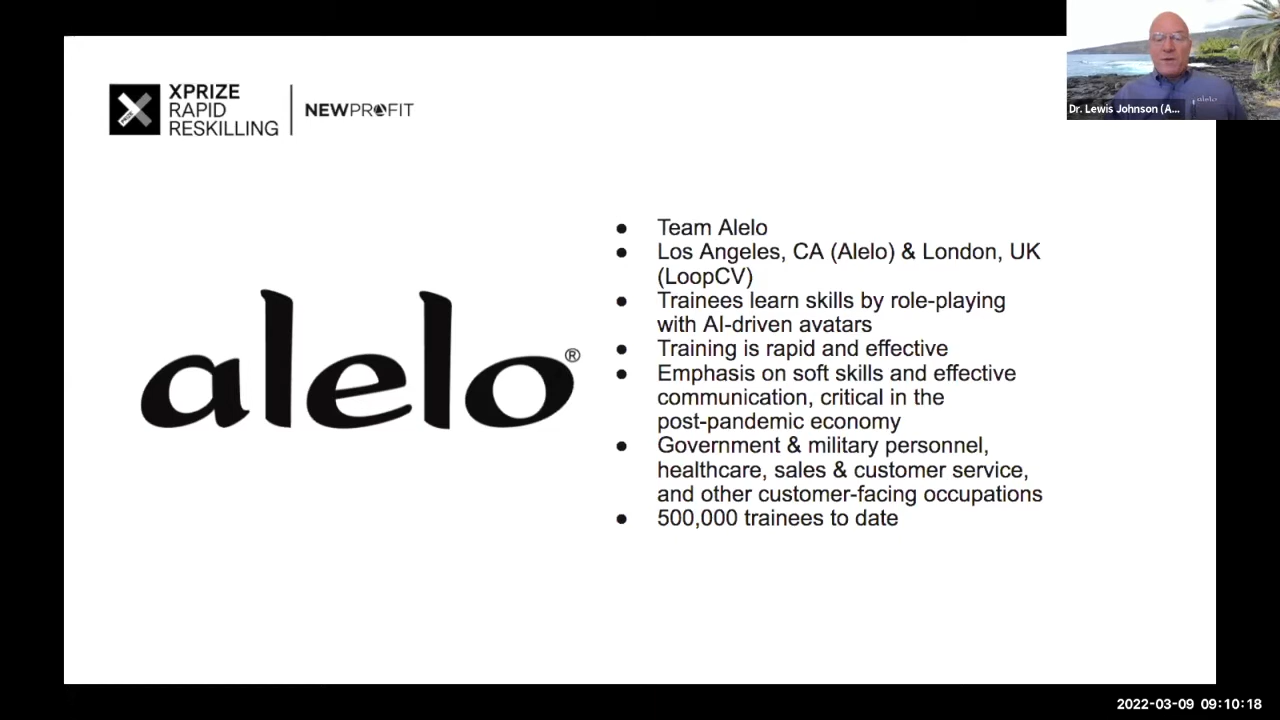 XPRIZE
RAPID
RESKILLING
NEWPROFIT
Dr. Lewis Johnson (A...
alelo
alelo®
● Team Alelo
● Los Angeles, CA (Alelo) & London, UK
(LoopCV)
● Trainees learn skills by role-playing
with AI-driven avatars
● Training is rapid and effective
● Emphasis on soft skills and effective
communication, critical in the
post-pandemic economy
● Government & military personnel,
healthcare, sales & customer service,
and other customer-facing occupations
● 500,000 trainees to date
2022-03-09 09:10:18